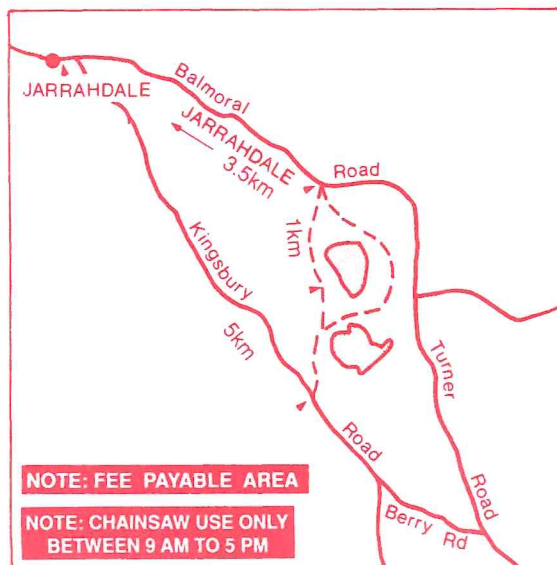 JARRAHDALE
Balmoral
Road
JARRAHDALE
3.5km
1km
Kingsbury
5km
Road
Turner
Road
Berry Rd
NOTE: FEE PAYABLE AREA
NOTE: CHAINSAW USE ONLY
BETWEEN 9 AM TO 5 PM